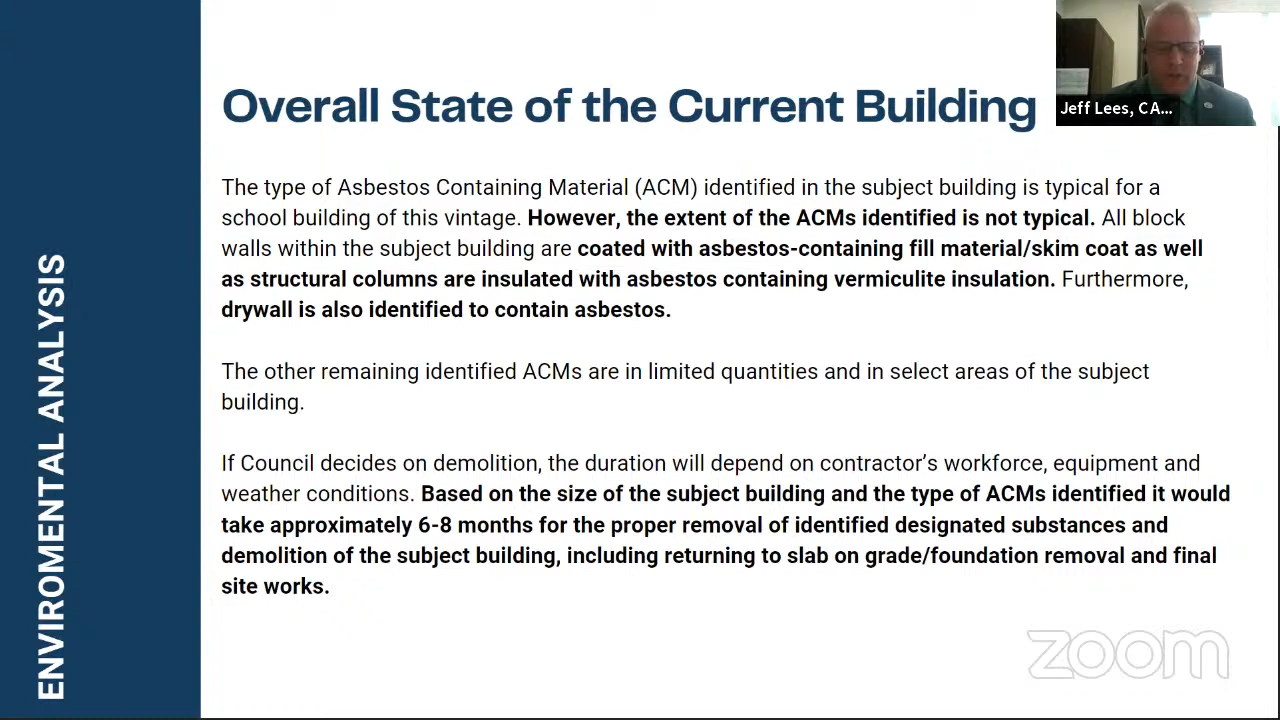 Overall State of the Current Building
Jeff Lees, CA...
The type of Asbestos Containing Material (ACM) identified in the subject building is typical for a
school building of this vintage. However, the extent of the ACMs identified is not typical. All block
walls within the subject building are coated with asbestos-containing fill material/skim coat as well
as structural columns are insulated with asbestos containing vermiculite insulation. Furthermore,
drywall is also identified to contain asbestos.
The other remaining identified ACMs are in limited quantities and in select areas of the subject
building.
If Council decides on demolition, the duration will depend on contractor’s workforce, equipment and
weather conditions. Based on the size of the subject building and the type of ACMs identified it would
take approximately 6-8 months for the proper removal of identified designated substances and
demolition of the subject building, including returning to slab on grade/foundation removal and final
site works.
ENVIROMENTAL ANALYSIS
zoom